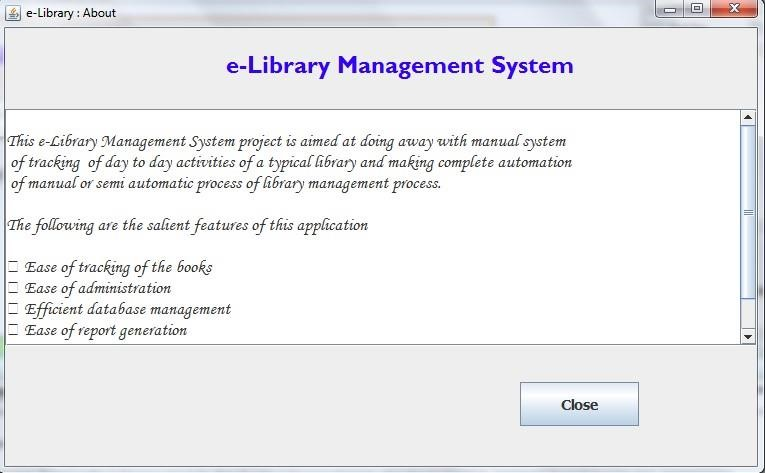 e-Library : About
e-Library Management System
This e-Library Management System project is aimed at doing away with manual system
of tracking  of day to day activities of a typical library and making complete automation
of manual or semi automatic process of library management process.
The following are the salient features of this application
□ Ease of tracking of the books
□ Ease of administration
□ Efficient database management
□ Ease of report generation
Close